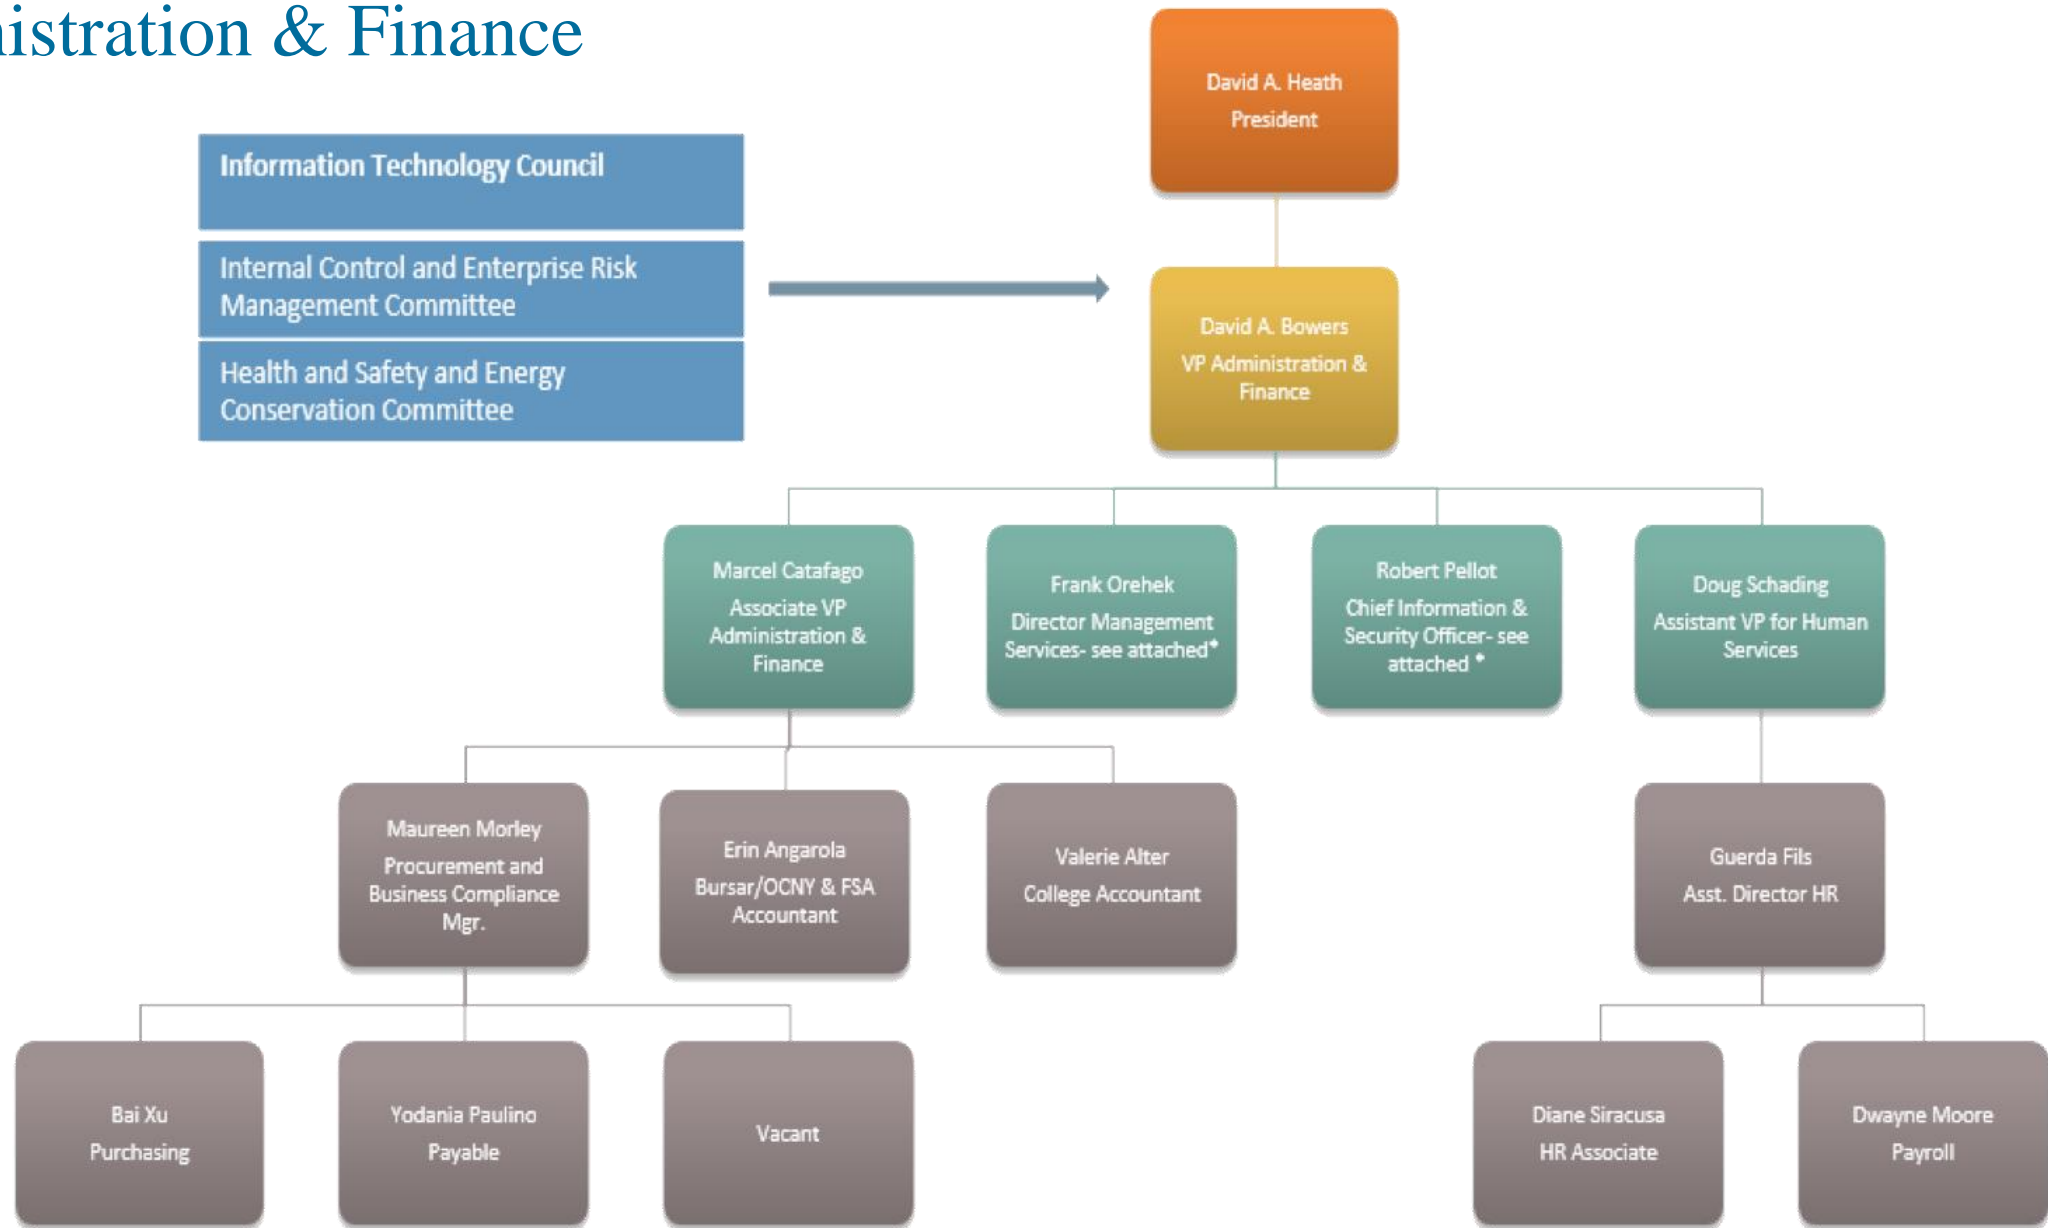 nistration & Finance
David A. Heath
President
Information Technology Council
Internal Control and Enterprise Risk
Management Committee
Health and Safety and Energy
Conservation Committee
David A. Bowers
VP Administration &
Finance
Marcel Catafago
Associate VP
Administration &
Finance
Frank Orehek
Director Management
Services- see attached*
Robert Pellot
Chief Information &
Security Officer- see
attached *
Doug Schading
Assistant VP for Human
Services
Maureen Morley
Procurement and
Business Compliance
Mgr.
Erin Angarola
Bursar/OCNY & FSA
Accountant
Valerie Alter
College Accountant
Guerda Fils
Asst. Director HR
Bai Xu
Purchasing
Yodania Paulino
Payable
Vacant
Diane Siracusa
HR Associate
Dwayne Moore
Payroll